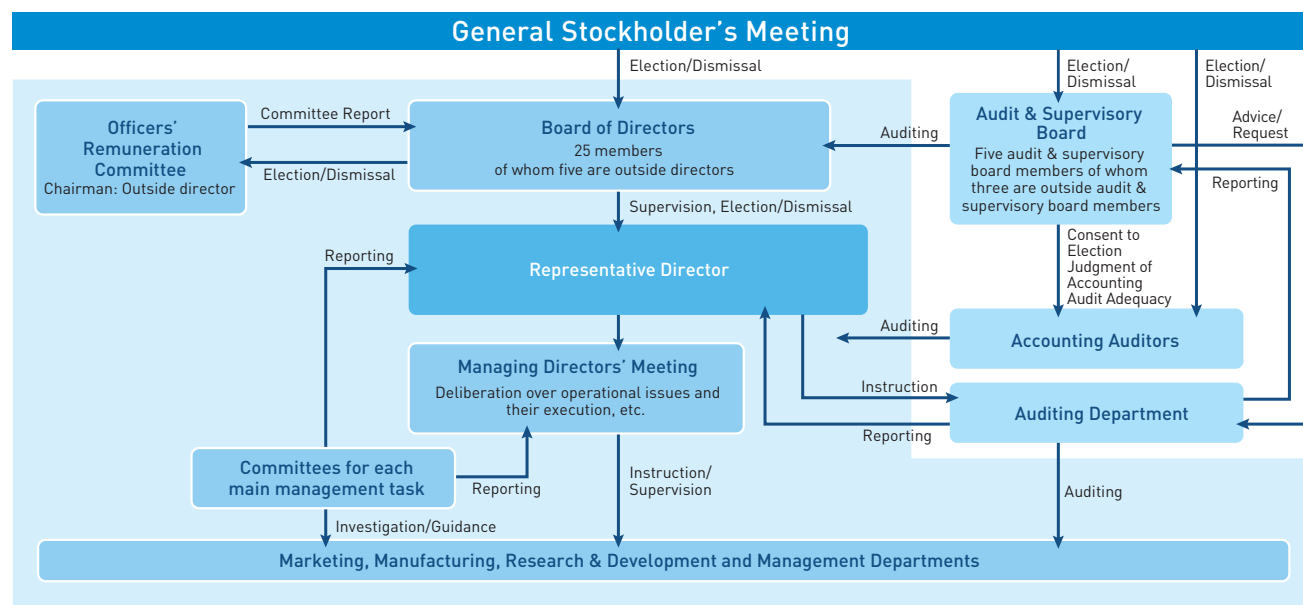 General Stockholder's Meeting
Election/Dismissal
Election/
Dismissal
Election/
Dismissal
Officers'
Remuneration
Committee
Chairman: Outside director
Committee Report
Election/Dismissal
Board of Directors
25 members
of whom five are outside directors
Auditing
Audit & Supervisory
Board
Five audit & supervisory
board members of whom
three are outside audit &
supervisory board members
Advice/
Request
Reporting
Supervision, Election/Dismissal
Reporting
Representative Director
Consent to
Election
Judgment of
Accounting
Audit Adequacy
Auditing
Accounting Auditors
Managing Directors' Meeting
Deliberation over operational issues and
their execution, etc.
Instruction
Reporting
Auditing Department
Committees for each
main management task
Reporting
Instruction/
Supervision
Auditing
Investigation/Guidance
Marketing, Manufacturing, Research & Development and Management Departments